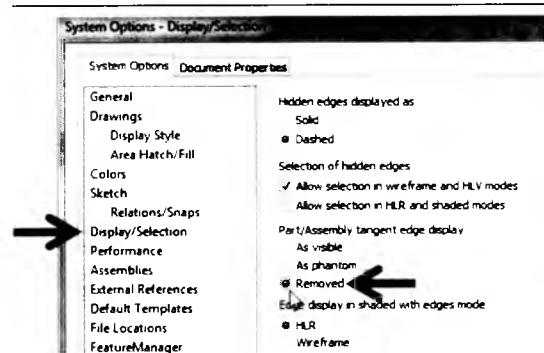 System Options - Display/Selection
System Options Document Properties
General
Drawings
Display Style
Area Hatch/Fill
Colors
Sketch
Relations/Snaps
Display/Selection
Performance
Assemblies
External References
Default Templates
File Locations
FeatureManager
Hidden edges displayed as
Solid
Dashed
Selection of hidden edges
Allow selection in wireframe and HLV modes
Allow selection in HLR and shaded modes
Part/Assembly tangent edge display
As visible
As phantom
Removed
Edge display in shaded with edges mode
HLR
Wireframe